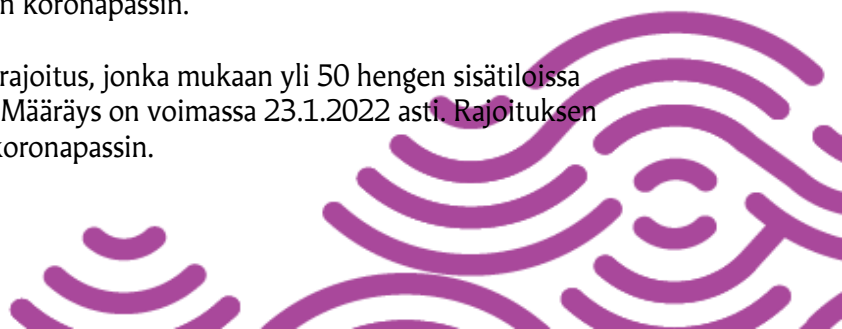 n koronapassin.
rajoitus, jonka mukaan yli 50 hengen sisätiloissa
Määräys on voimassa 23.1.2022 asti. Rajoituksen
koronapassin.